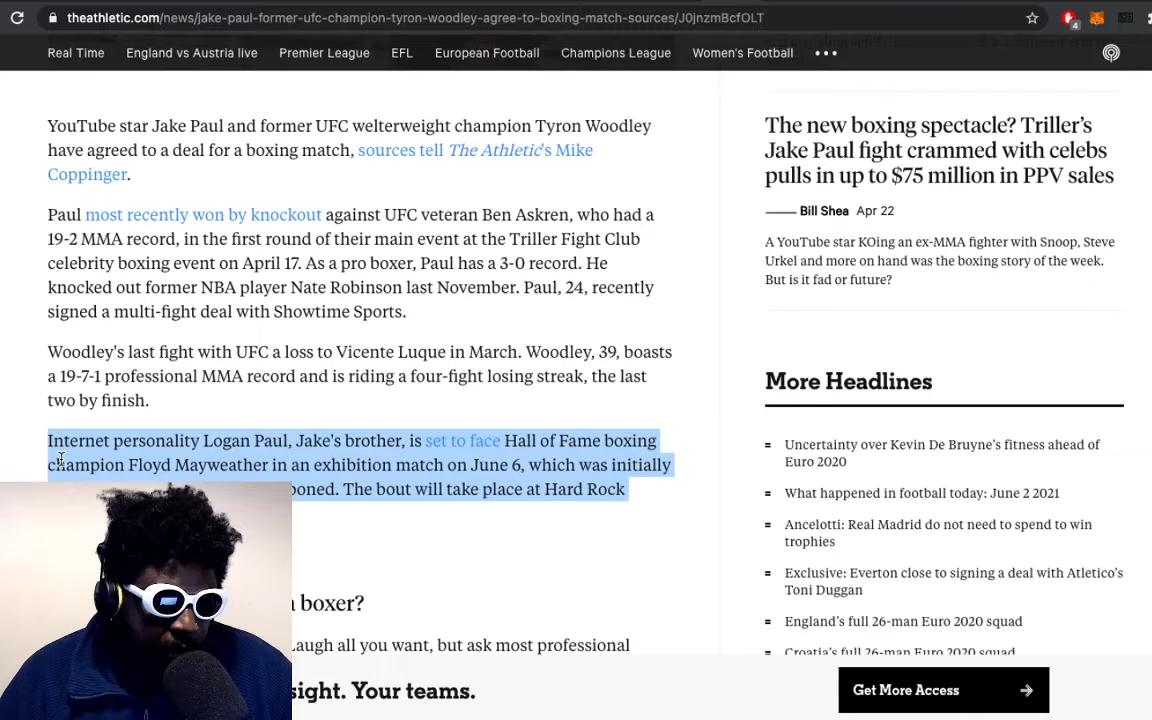 theathletic.com/news/jake-paul-former-ufc-champion-tyron-woodley-agree-to-boxing-match-sources/J0jnzmBcfOLT
4
Real Time England vs Austria live Premier League EFL European Football Champions League Women's Football
YouTube star Jake Paul and former UFC welterweight champion Tyron Woodley
have agreed to a deal for a boxing match, sources tell The Athletic's Mike
Coppinger.
Paul most recently won by knockout against UFC veteran Ben Askren, who had a
19-2 MMA record, in the first round of their main event at the Triller Fight Club
celebrity boxing event on April 17. As a pro boxer, Paul has a 3-0 record. He
knocked out former NBA player Nate Robinson last November. Paul, 24, recently
signed a multi-fight deal with Showtime Sports.
Woodley's last fight with UFC a loss to Vicente Luque in March. Woodley, 39, boasts
a 19-7-1 professional MMA record and is riding a four-fight losing streak, the last
two by finish.
Internet personality Logan Paul, Jake's brother, is set to face Hall of Fame boxing
champion Floyd Mayweather in an exhibition match on June 6, which was initially
poned. The bout will take place at Hard Rock
boxer?
Laugh all you want, but ask most professional
sight. Your teams.
The new boxing spectacle? Triller's
Jake Paul fight crammed with celebs
pulls in up to $75 million in PPV sales
Bill Shea Apr 22
A YouTube star KOing an ex-MMA fighter with Snoop, Steve
Urkel and more on hand was the boxing story of the week.
But is it fad or future?
More Headlines
Uncertainty over Kevin De Bruyne's fitness ahead of
Euro 2020
What happened in football today: June 2 2021
Ancelotti: Real Madrid do not need to spend to win
trophies
Exclusive: Everton close to signing a deal with Atletico's
Toni Duggan
England's full 26-man Euro 2020 squad
Croatia's full 26-man Euro 2020 squad
Get More Access